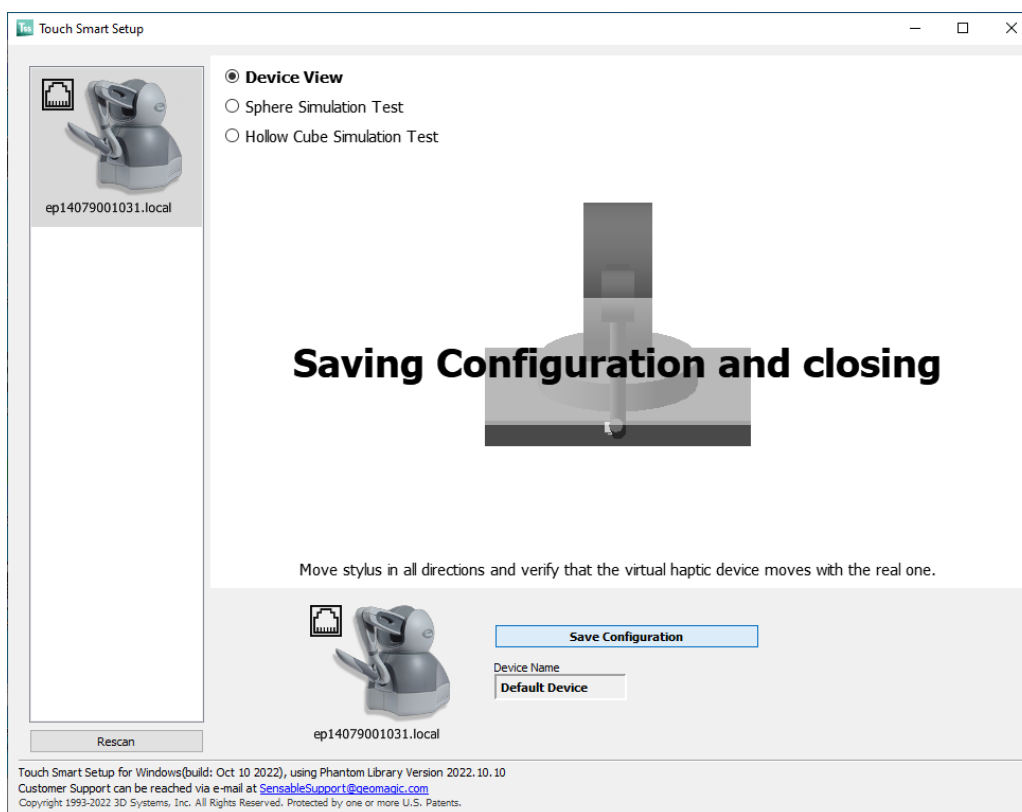 Tss Touch Smart Setup
Device View
Sphere Simulation Test
Hollow Cube Simulation Test
ep14079001031.local
Saving Configuration and closing
Move stylus in all directions and verify that the virtual haptic device moves with the real one.
Save Configuration
Device Name
Default Device
ep14079001031.local
Rescan
Touch Smart Setup for Windows(build: Oct 10 2022), using Phantom Library Version 2022.10.10
Customer Support can be reached via e-mail at SensableSupport@geomagic.com
Copyright 1993-2022 3D Systems, Inc. All Rights Reserved. Protected by one or more U.S. Patents.